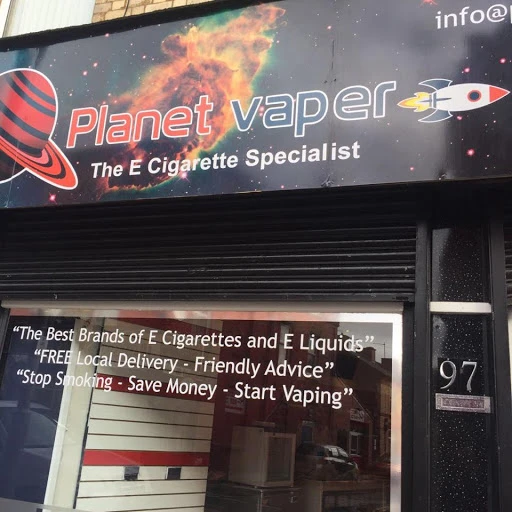 info@
Planet vaper
The E Cigarette Specialist
“The Best Brands of E Cigarettes and E Liquids”
“FREE Local Delivery - Friendly Advice”
“Stop Smoking - Save Money - Start Vaping”
97